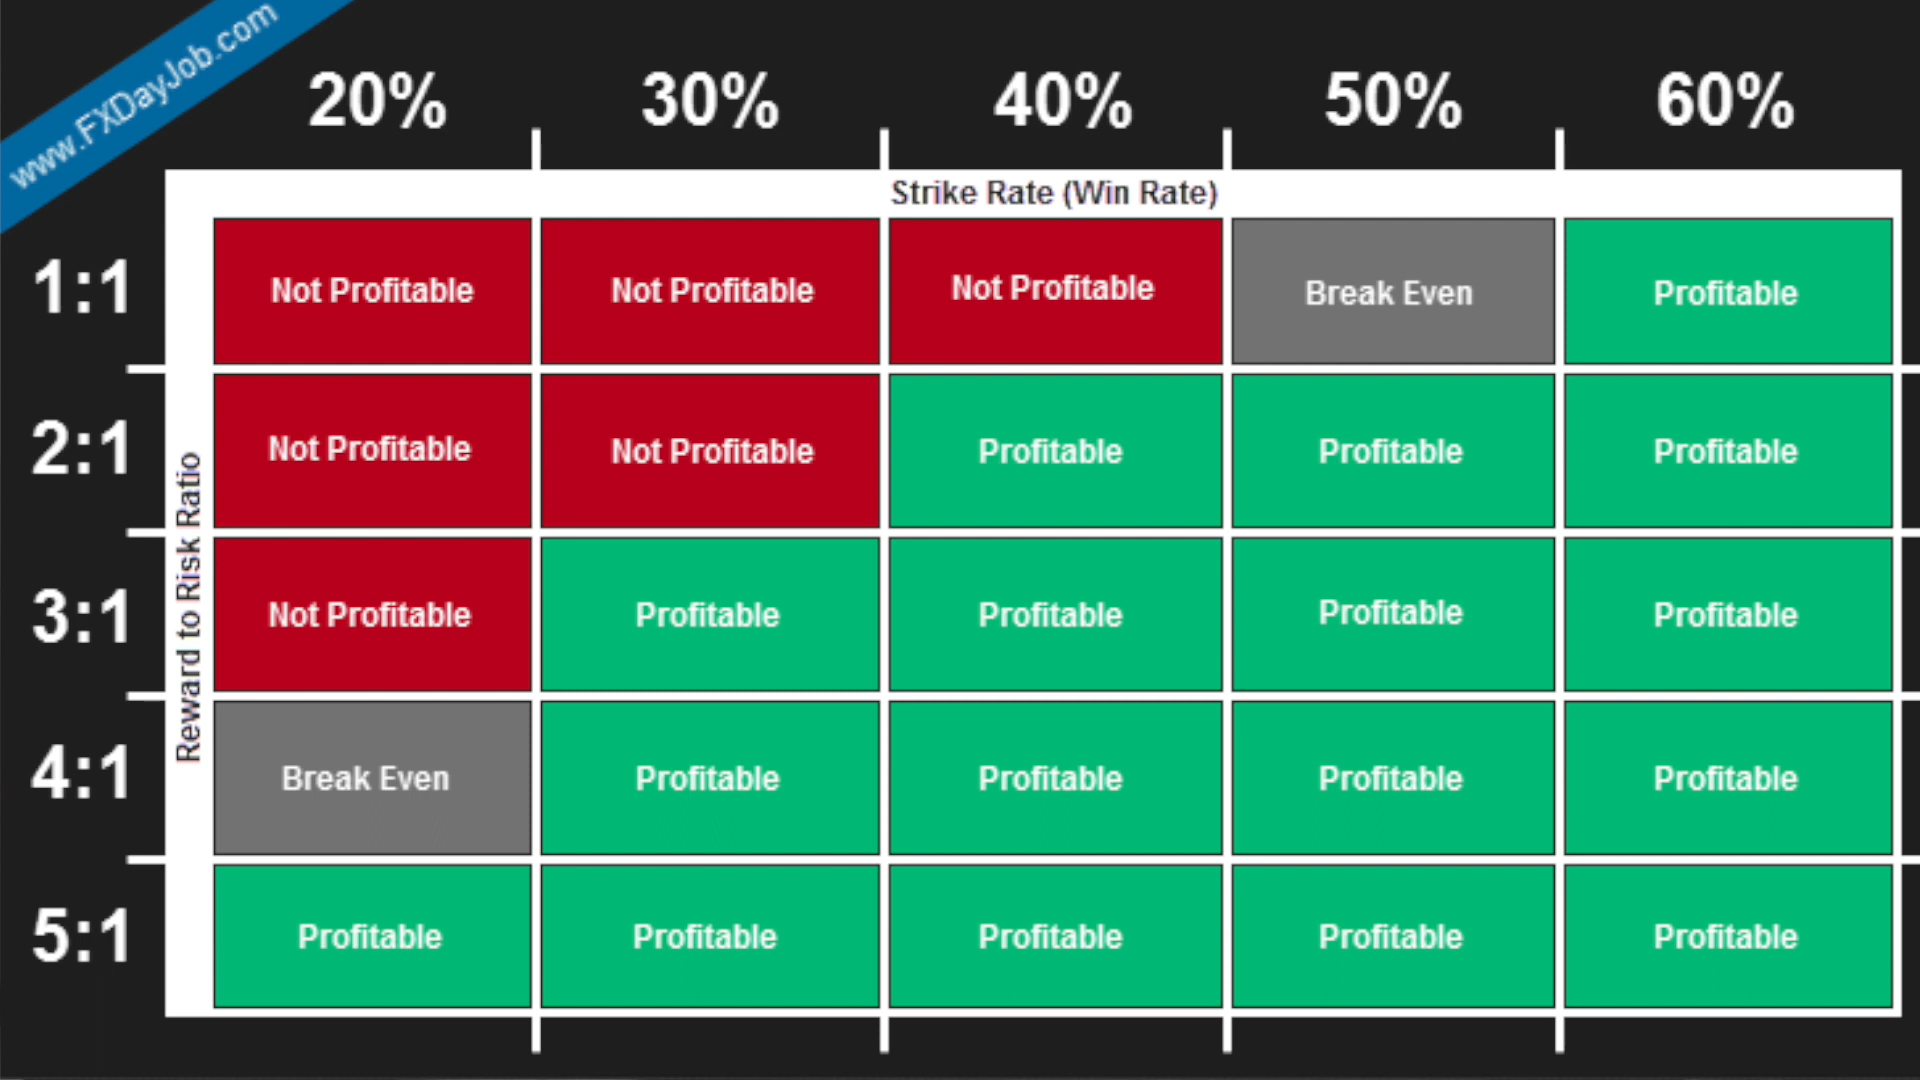 www.FXDayJob.com
20% 30% 40% 50% 60%
Strike Rate (Win Rate)
Reward to Risk Ratio
1:1 Not Profitable Not Profitable Not Profitable Break Even Profitable
2:1 Not Profitable Not Profitable Profitable Profitable Profitable
3:1 Not Profitable Profitable Profitable Profitable Profitable
4:1 Break Even Profitable Profitable Profitable Profitable
5:1 Profitable Profitable Profitable Profitable Profitable